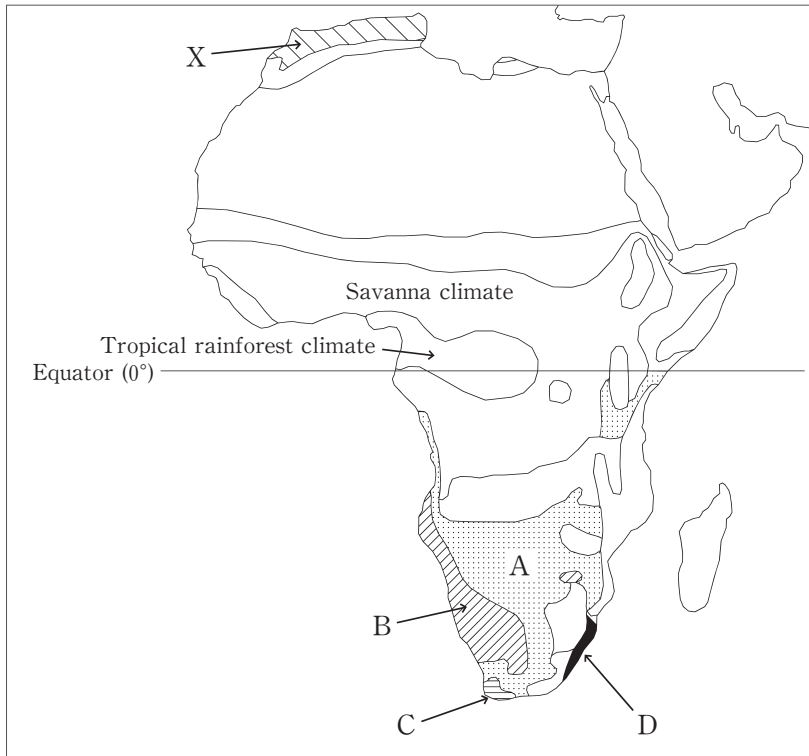 X
Savanna climate
Tropical rainforest climate
Equator (0°)
A
B
C
D